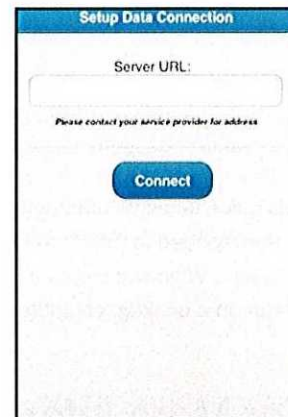 Setup Data Connection
Server URL:
Please contact your service provider for address
Connect